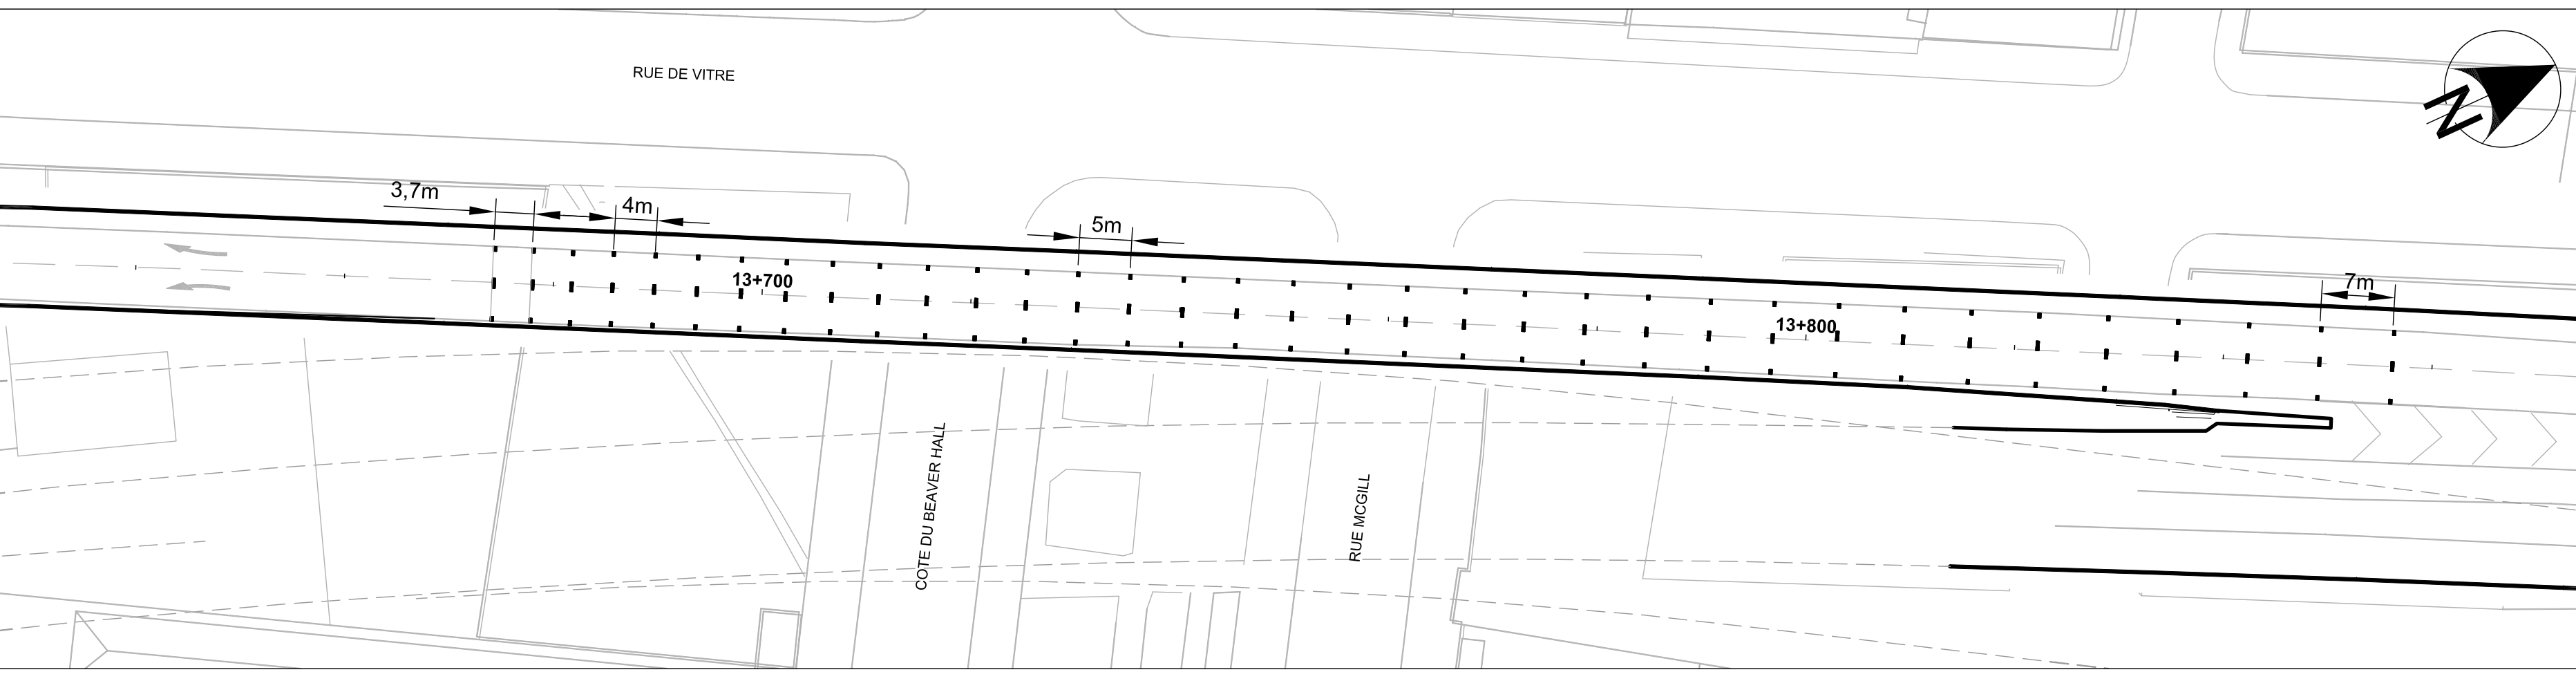 RUE DE VITRE
N
3,7m
4m
5m
13+700
7m
13+800
COTE DU BEAVER HALL
RUE MCGILL